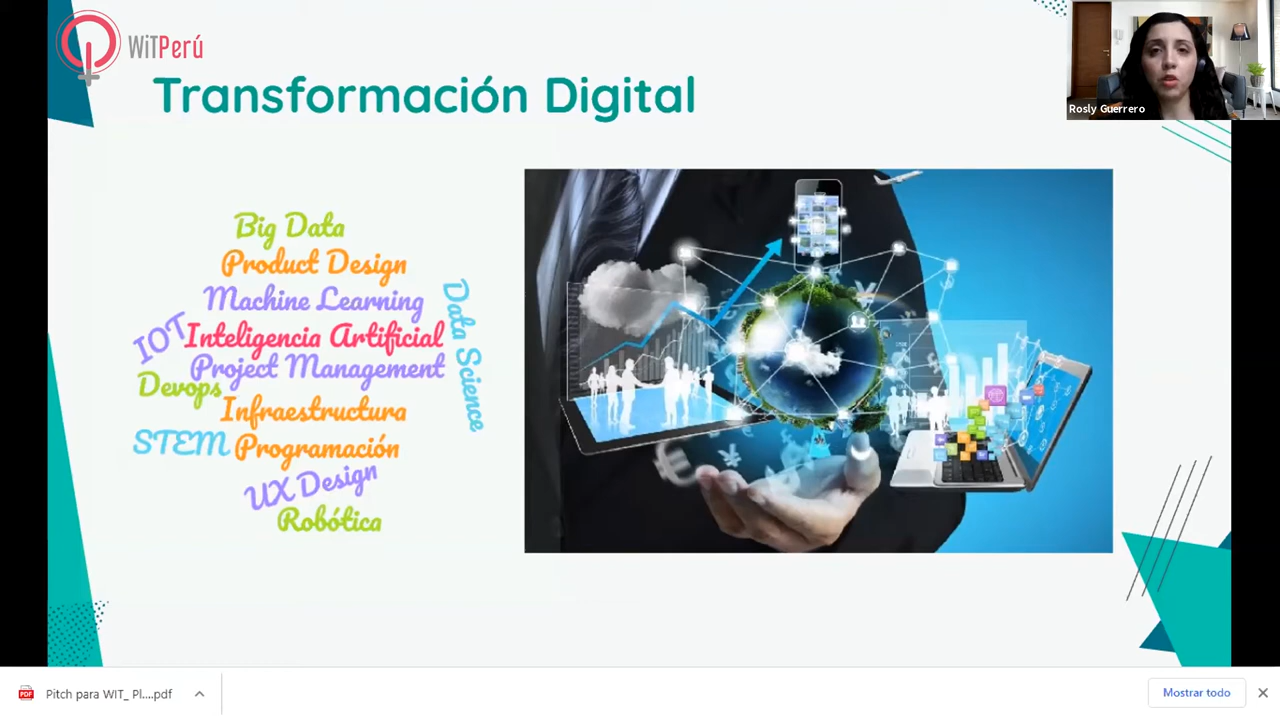 WiTPerú
Transformación Digital
Rosly Guerrero
Big Data
Product Design
Machine Learning
Data Science
IOT
Inteligencia Artificial
Project Management
Devops
Infraestructura
STEM
Programación
UX Design
Robótica
Pitch para WIT_ Pl....pdf
Mostrar todo